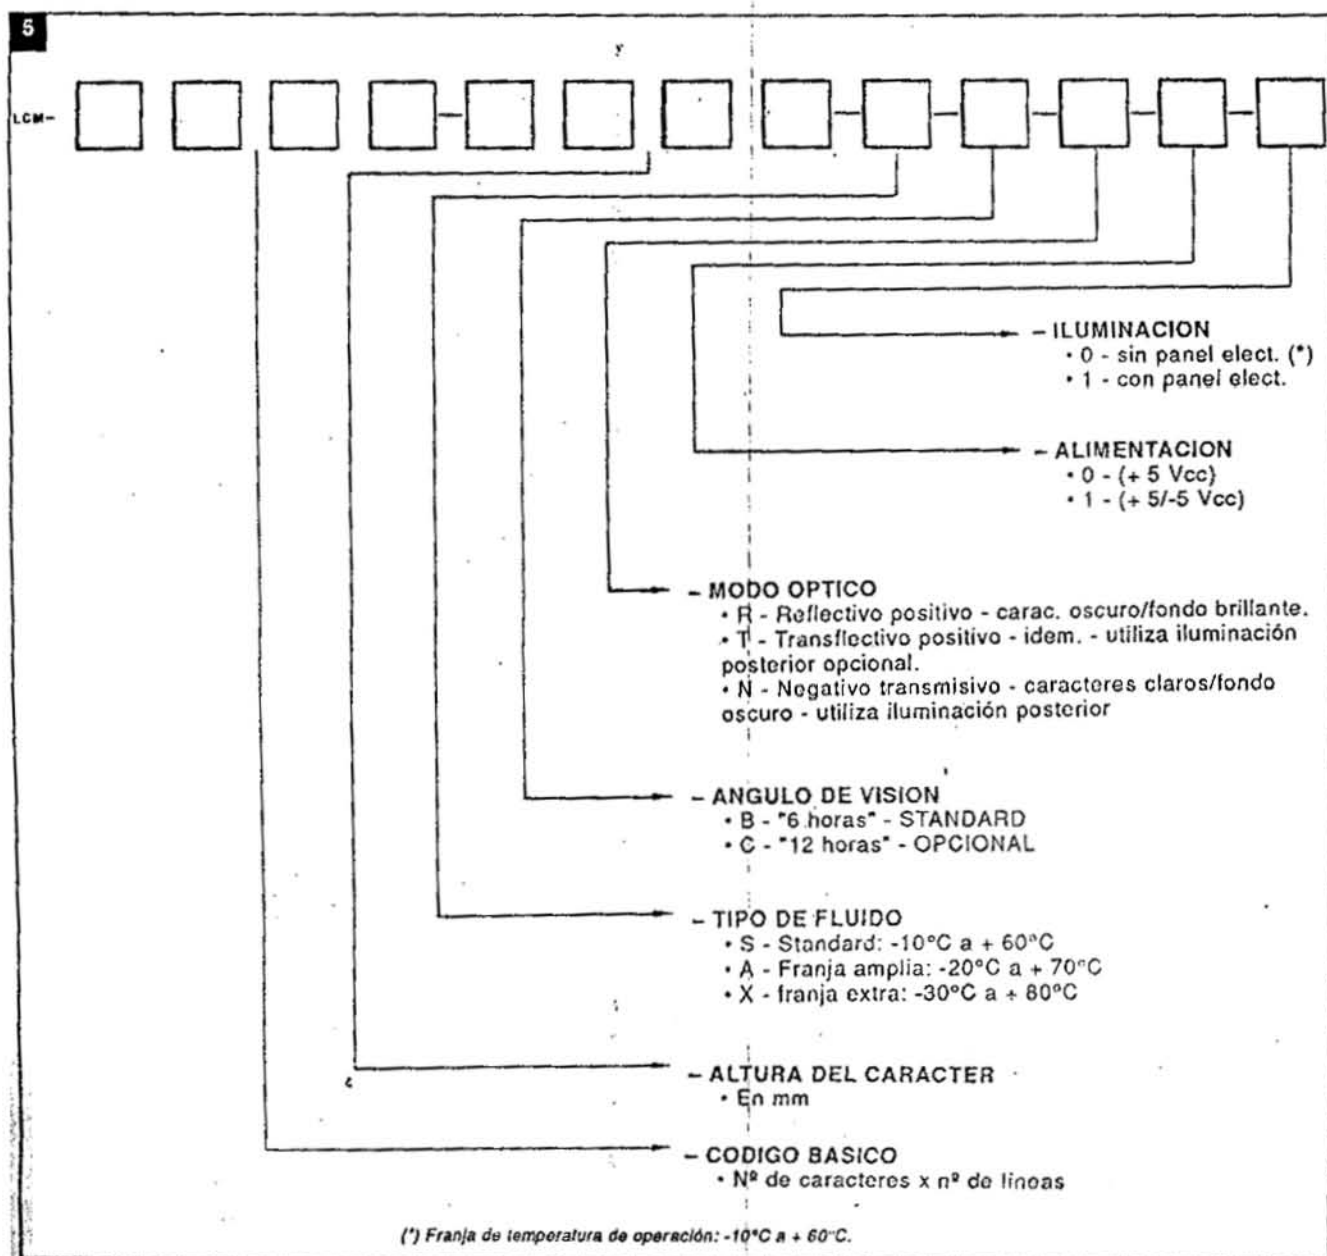 5
LCM-
- ILUMINACION
• 0 - sin panel elect. (*)
• 1 - con panel elect.
- ALIMENTACION
• 0 - (+ 5 Vcc)
• 1 - (+ 5/-5 Vcc)
- MODO OPTICO
• R - Reflectivo positivo - carac. oscuro/fondo brillante.
• T - Transflectivo positivo - idem. - utiliza iluminación
posterior opcional.
• N - Negativo transmisivo - caracteres claros/fondo
oscuro - utiliza iluminación posterior
- ANGULO DE VISION
• B - "6 horas" - STANDARD
• C - "12 horas" - OPCIONAL
- TIPO DE FLUIDO
• S - Standard: -10°C a + 60°C
• A - Franja amplia: -20°C a + 70°C
• X - franja extra: -30°C a + 80°C
- ALTURA DEL CARACTER
• En mm
- CODIGO BASICO
• Nº de caracteres x nº de líneas
(*) Franja de temperatura de operación: -10°C a + 60°C.